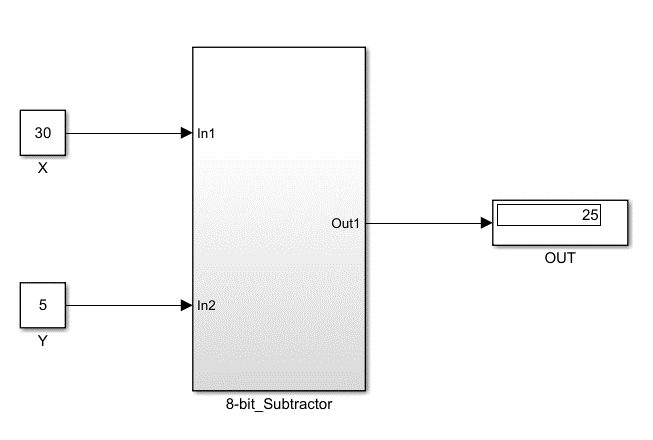 30
X
In1
Out1
25
OUT
5
Y
In2
8-bit_Subtractor